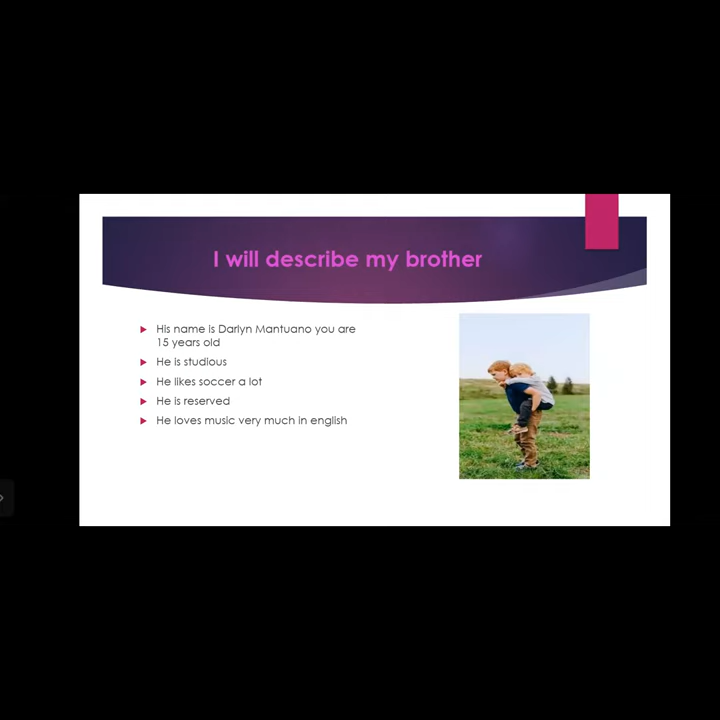 I will describe my brother
His name is Darlyn Mantuano you are
15 years old
He is studious
He likes soccer a lot
He is reserved
He loves music very much in english